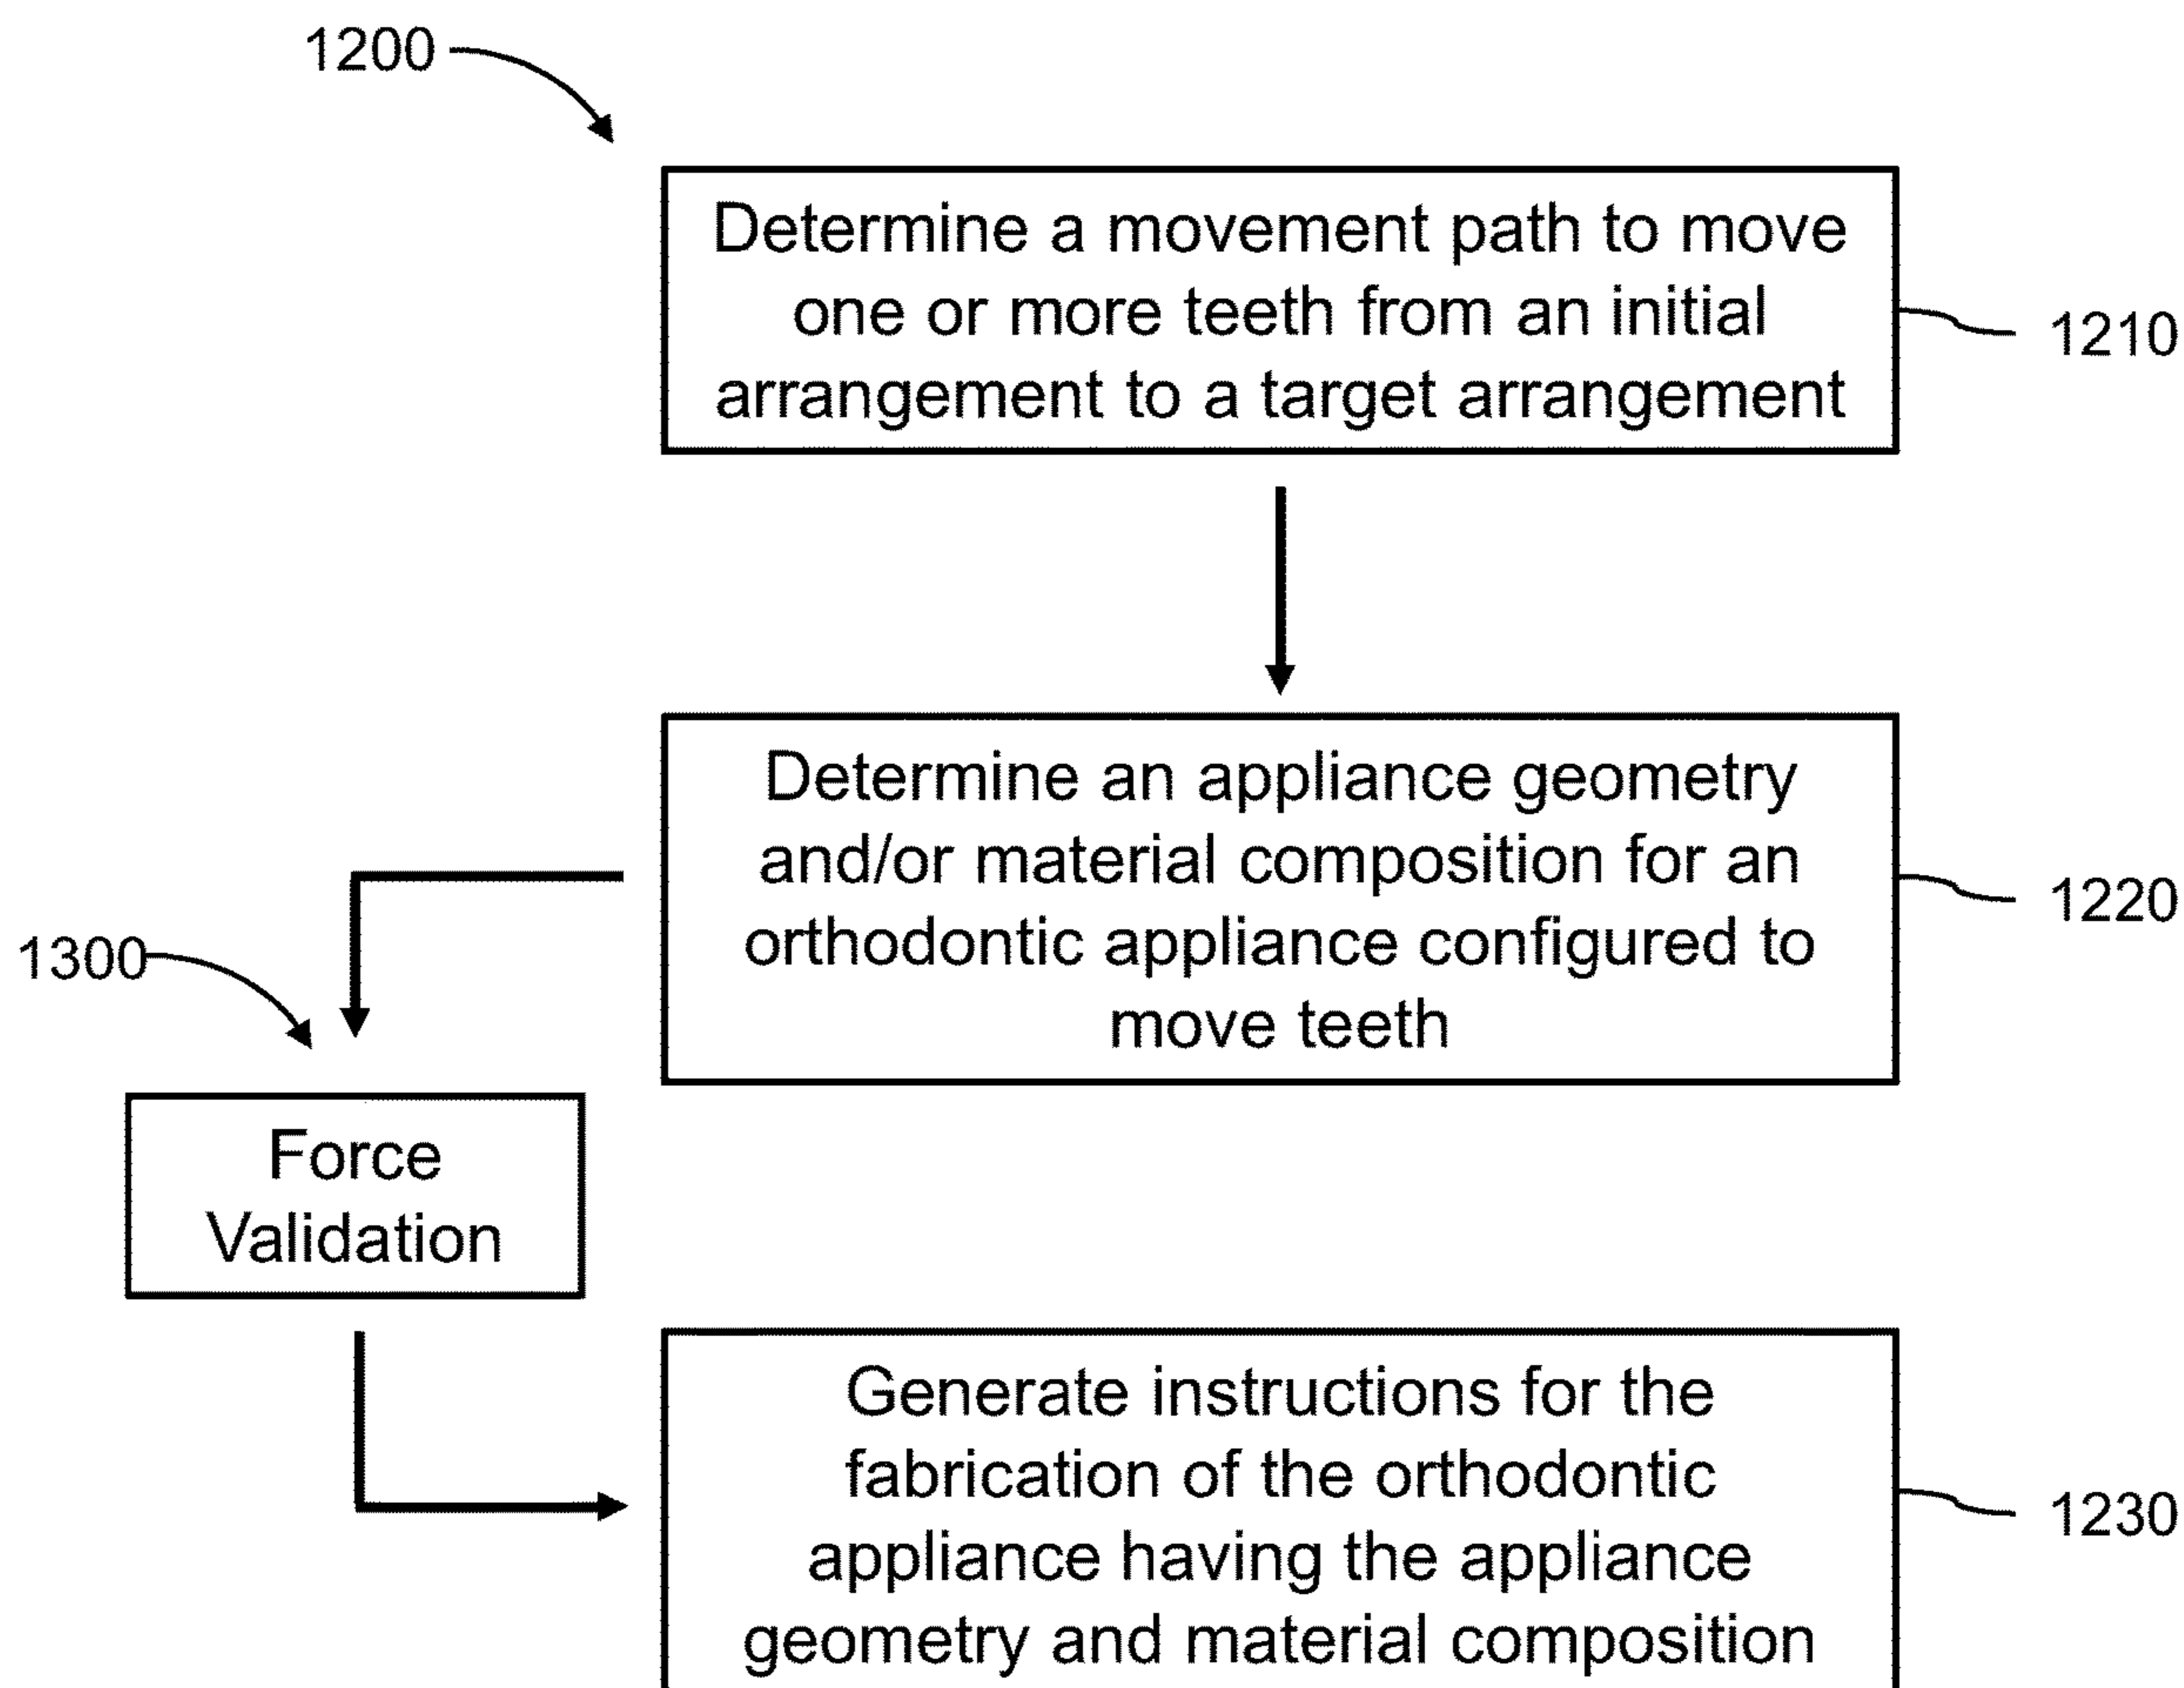 1200
Determine a movement path to move
one or more teeth from an initial
arrangement to a target arrangement
1210
Determine an appliance geometry
and/or material composition for an
orthodontic appliance configured to
move teeth
1220
1300
Force
Validation
Generate instructions for the
fabrication of the orthodontic
appliance having the appliance
geometry and material composition
1230